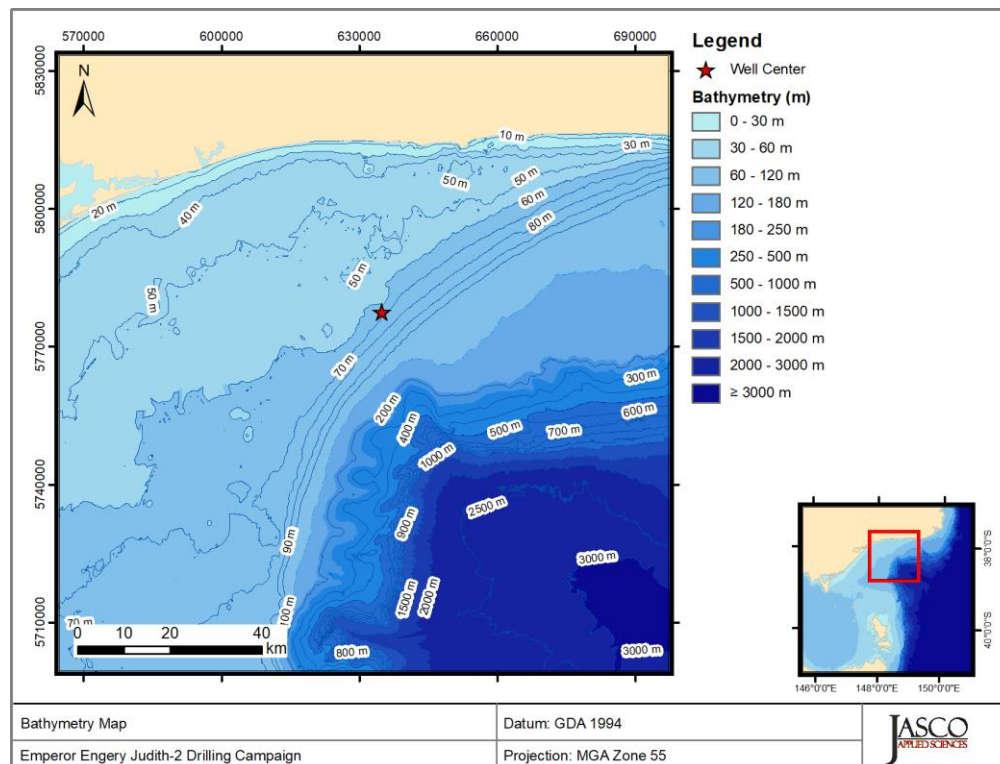 570000 600000 630000 660000 690000
5830000
5800000
5770000
5740000
5710000
N
10 m
30 m
50 m
50 m
60 m
80 m
20 m
40 m
50 m
50 m
70 m
200 m
300 m
400 m
600 m
500 m
700 m
1000 m
2500 m
900 m
90 m
3000 m
1500 m
2000 m
100 m
70 m
800 m
3000 m
0 10 20 40
km
Legend
Well Center
Bathymetry (m)
0 - 30 m
30 - 60 m
60 - 120 m
120 - 180 m
180 - 250 m
250 - 500 m
500 - 1000 m
1000 - 1500 m
1500 - 2000 m
2000 - 3000 m
≥ 3000 m
38°0'0"S
40°0'0"S
146°0'0"E 148°0'0"E 150°0'0"E
Bathymetry Map
Datum: GDA 1994
Emperor Engery Judith-2 Drilling Campaign
Projection: MGA Zone 55
JASCO
APPLIED SCIENCES